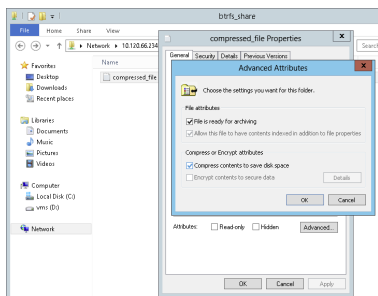 btrfs_share
File
Home
Share
View
Network
10.120.66.234
Search
Favorites
Desktop
Downloads
Recent places
Libraries
Documents
Music
Pictures
Videos
Computer
Local Disk (C:)
vms (D:)
Network
Name
compressed_file
compressed_file Properties
General
Security
Details
Previous Versions
Advanced Attributes
Choose the settings you want for this folder.
File attributes
File is ready for archiving
Allow this file to have contents indexed in addition to file properties
Compress or Encrypt attributes
Compress contents to save disk space
Encrypt contents to secure data
Details
OK
Cancel
Attributes:
Read-only
Hidden
Advanced...
OK
Cancel
Apply